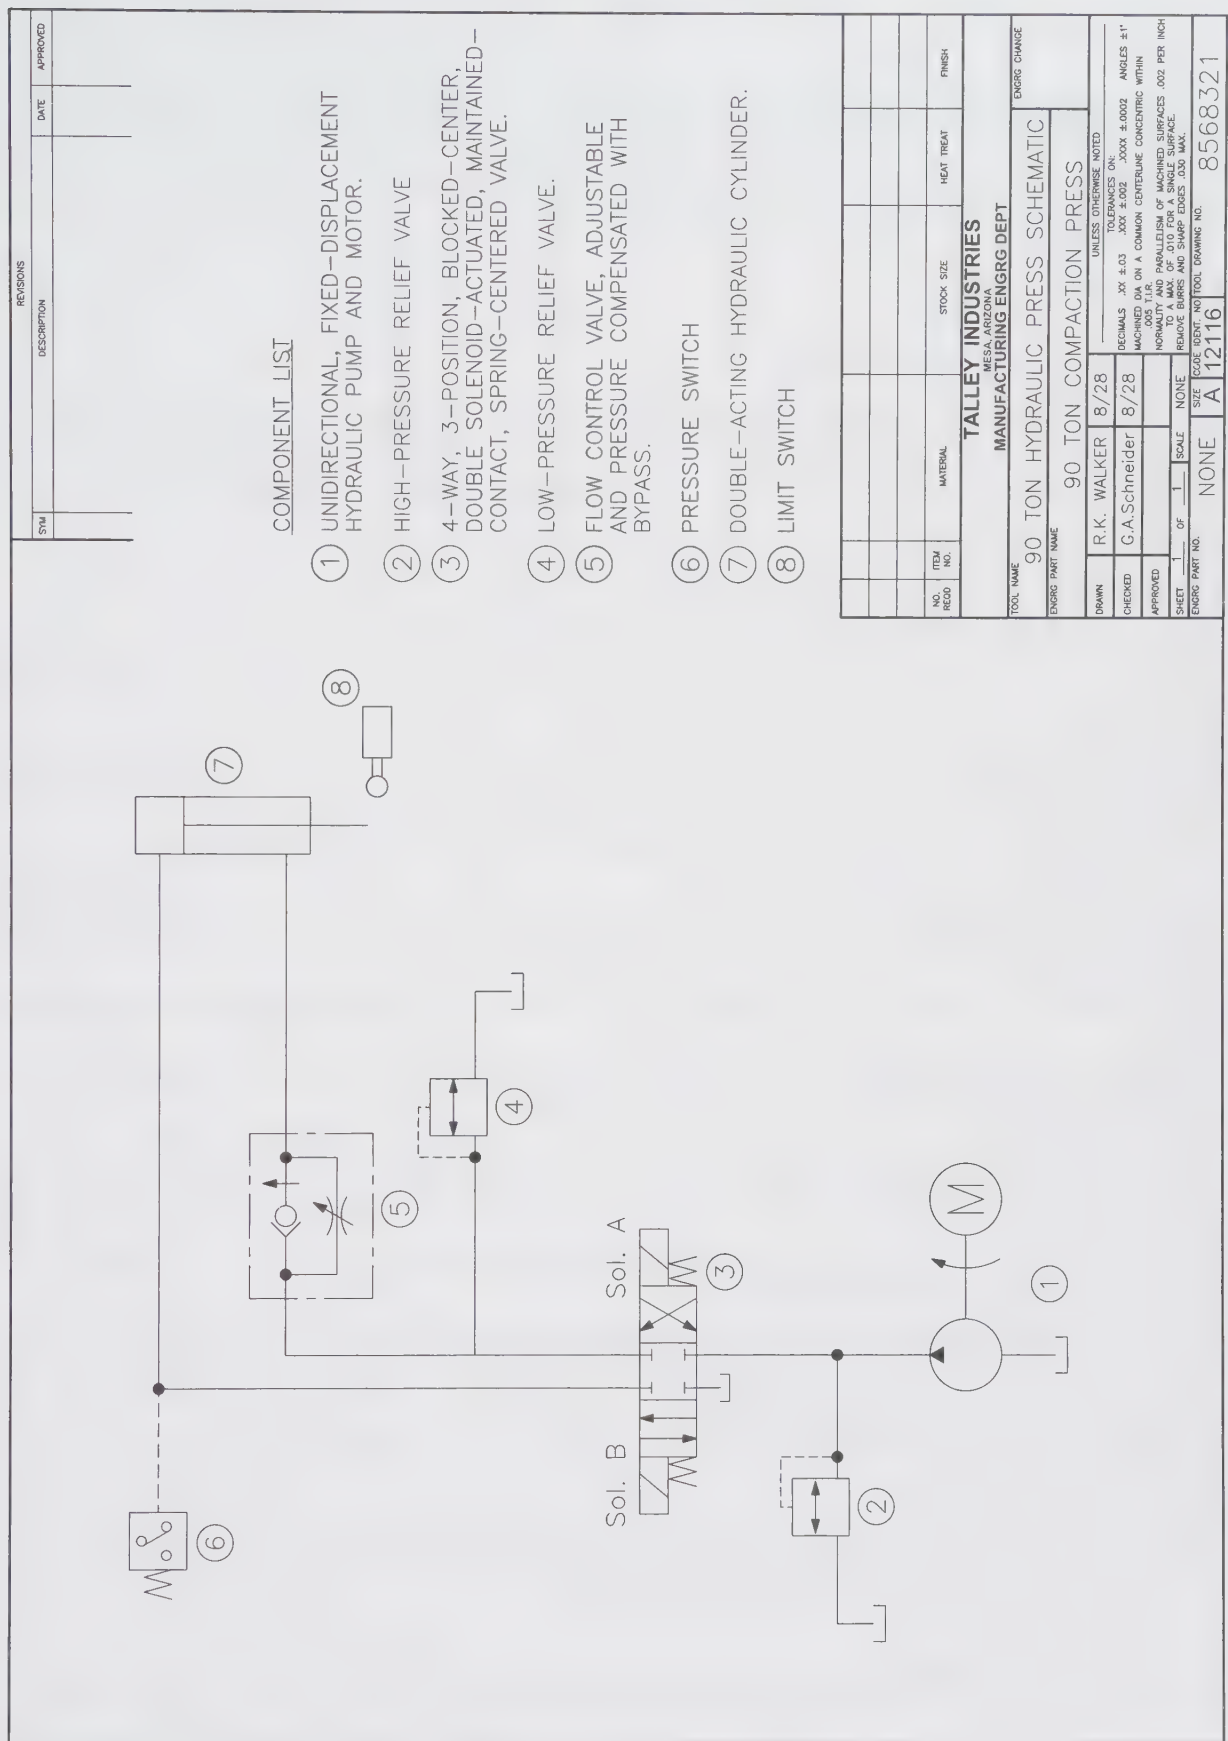 REVISIONS
SYM DESCRIPTION DATE APPROVED
COMPONENT LIST
1 UNIDIRECTIONAL, FIXED-DISPLACEMENT
HYDRAULIC PUMP AND MOTOR.
2 HIGH-PRESSURE RELIEF VALVE
3 4-WAY, 3-POSITION, BLOCKED-CENTER,
DOUBLE SOLENOID-ACTUATED, MAINTAINED-
CONTACT, SPRING-CENTERED VALVE.
4 LOW-PRESSURE RELIEF VALVE.
5 FLOW CONTROL VALVE, ADJUSTABLE
AND PRESSURE COMPENSATED WITH
BYPASS.
6 PRESSURE SWITCH
7 DOUBLE-ACTING HYDRAULIC CYLINDER.
8 LIMIT SWITCH
7
8
6
5
4
Sol. B
Sol. A
3
2
M
1
NO. REQD
ITEM NO.
MATERIAL
STOCK SIZE
HEAT TREAT
FINISH
TALLEY INDUSTRIES
MESA, ARIZONA
MANUFACTURING ENGRG DEPT
TOOL NAME
90 TON HYDRAULIC PRESS SCHEMATIC
ENGRG CHANGE
ENGRG PART NAME
90 TON COMPACTION PRESS
DRAWN R.K. WALKER 8/28
CHECKED G.A.Schneider 8/28
APPROVED
SHEET 1 OF 1 SCALE NONE
UNLESS OTHERWISE NOTED
TOLERANCES ON:
DECIMALS .XX ±.03 .XXX ±.002 .XXXX ±.0002 ANGLES ±1°
MACHINED DIA ON A COMMON CENTERLINE CONCENTRIC WITHIN
.005 T.I.R.
NORMALITY AND PARALLELISM OF MACHINED SURFACES .002 PER INCH
TO A MAX. OF .010 FOR A SINGLE SURFACE.
REMOVE BURRS AND SHARP EDGES .030 MAX.
ENGRG PART NO. NONE
SIZE A
CODE IDENT. NO. 12116
TOOL DRAWING NO. 8568321